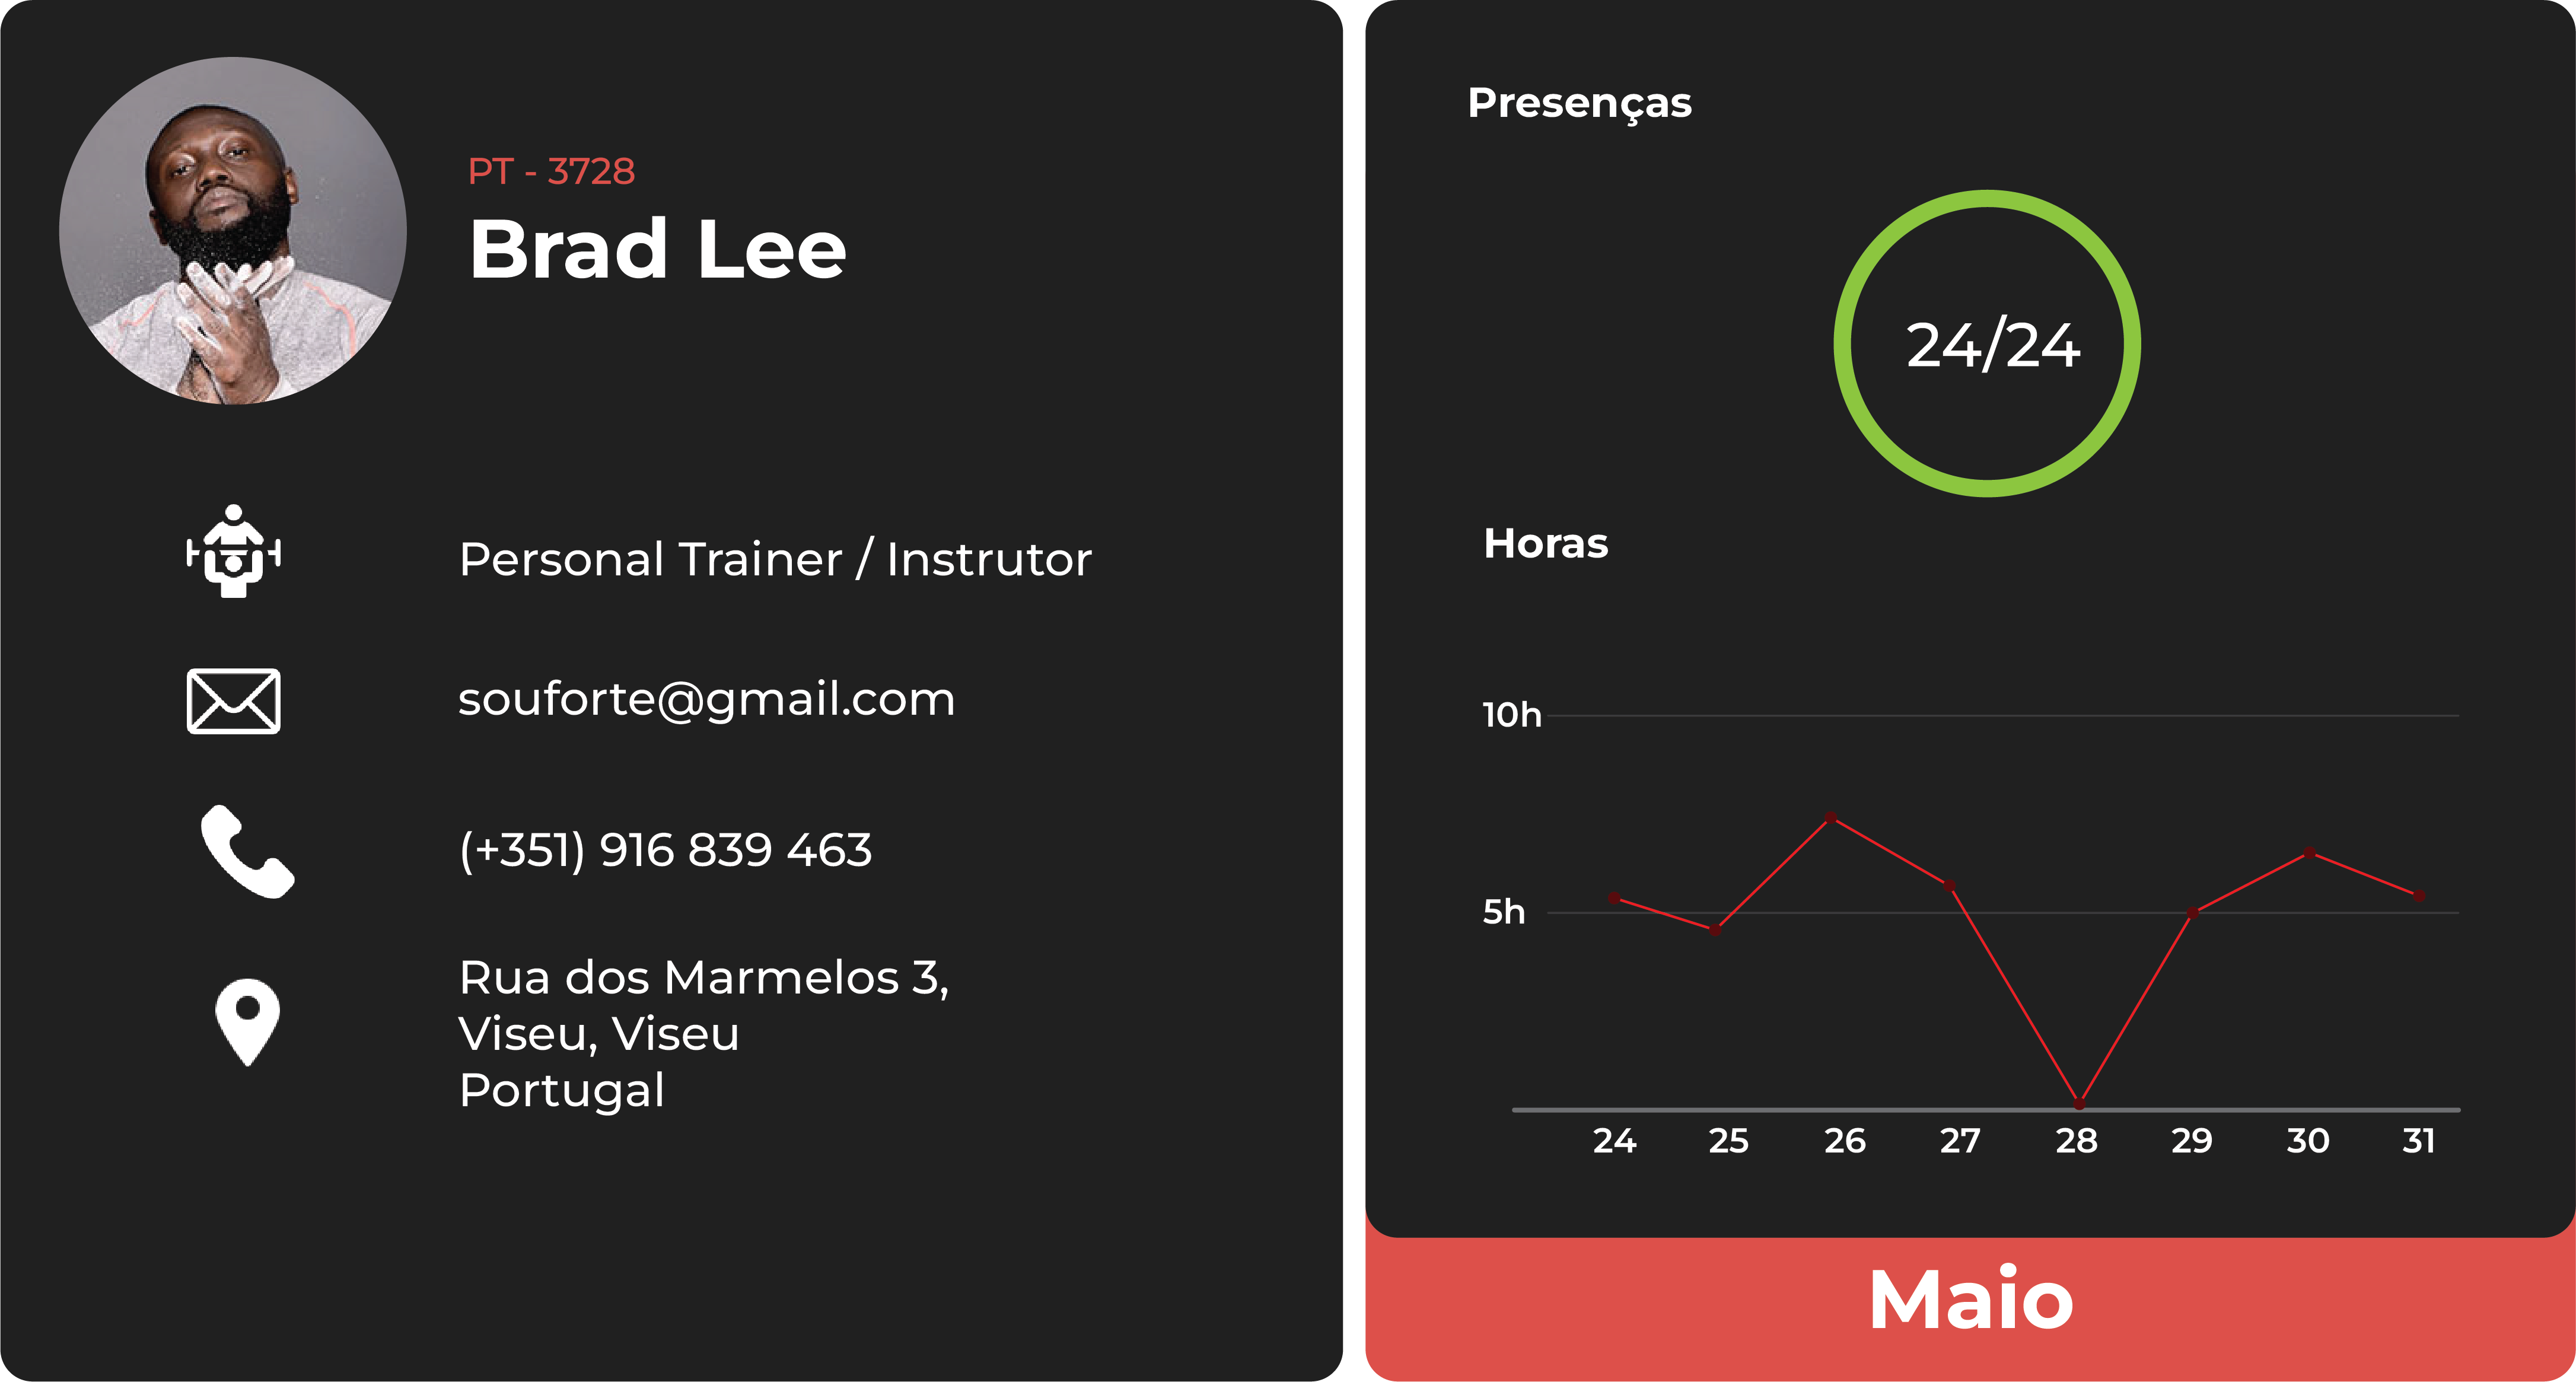 PT - 3728
Brad Lee
Personal Trainer / Instrutor
souforte@gmail.com
(+351) 916 839 463
Rua dos Marmelos 3,
Viseu, Viseu
Portugal
Presenças
24/24
Horas
10h
5h
24 25 26 27 28 29 30 31
Maio